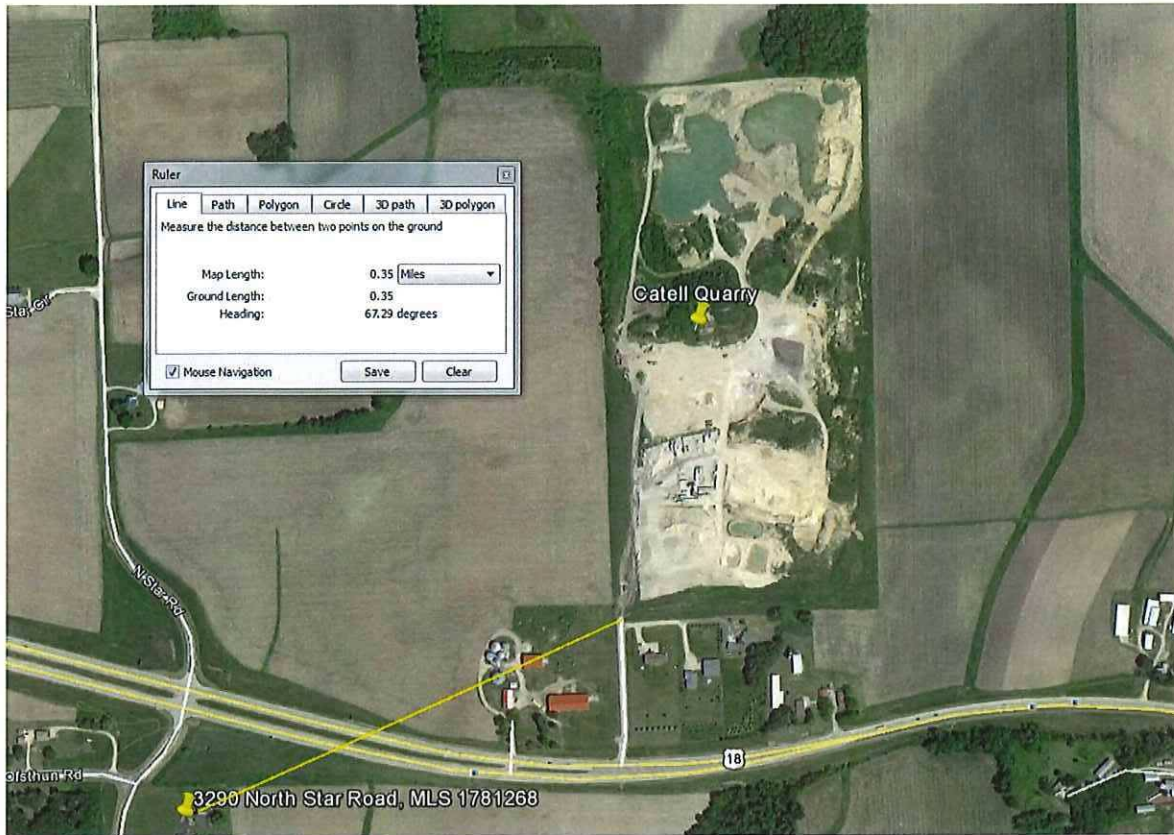 Ruler
Line Path Polygon Circle 3D path 3D polygon
Measure the distance between two points on the ground
Map Length: 0.35 Miles
Ground Length: 0.35
Heading: 67.29 degrees
Mouse Navigation Save Clear
Catell Quarry
N Star Rd
18
3290 North Star Road, MLS 1781268
Rd